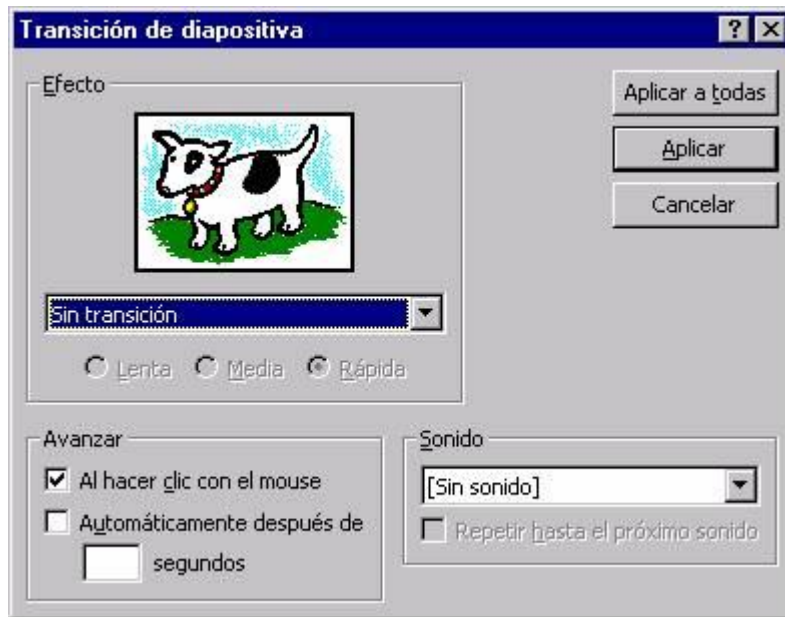 Transición de diapositiva
Efecto
Sin transición
Lenta Media Rápida
Aplicar a todas
Aplicar
Cancelar
Avanzar
Al hacer clic con el mouse
Automáticamente después de
segundos
Sonido
[Sin sonido]
Repetir hasta el próximo sonido